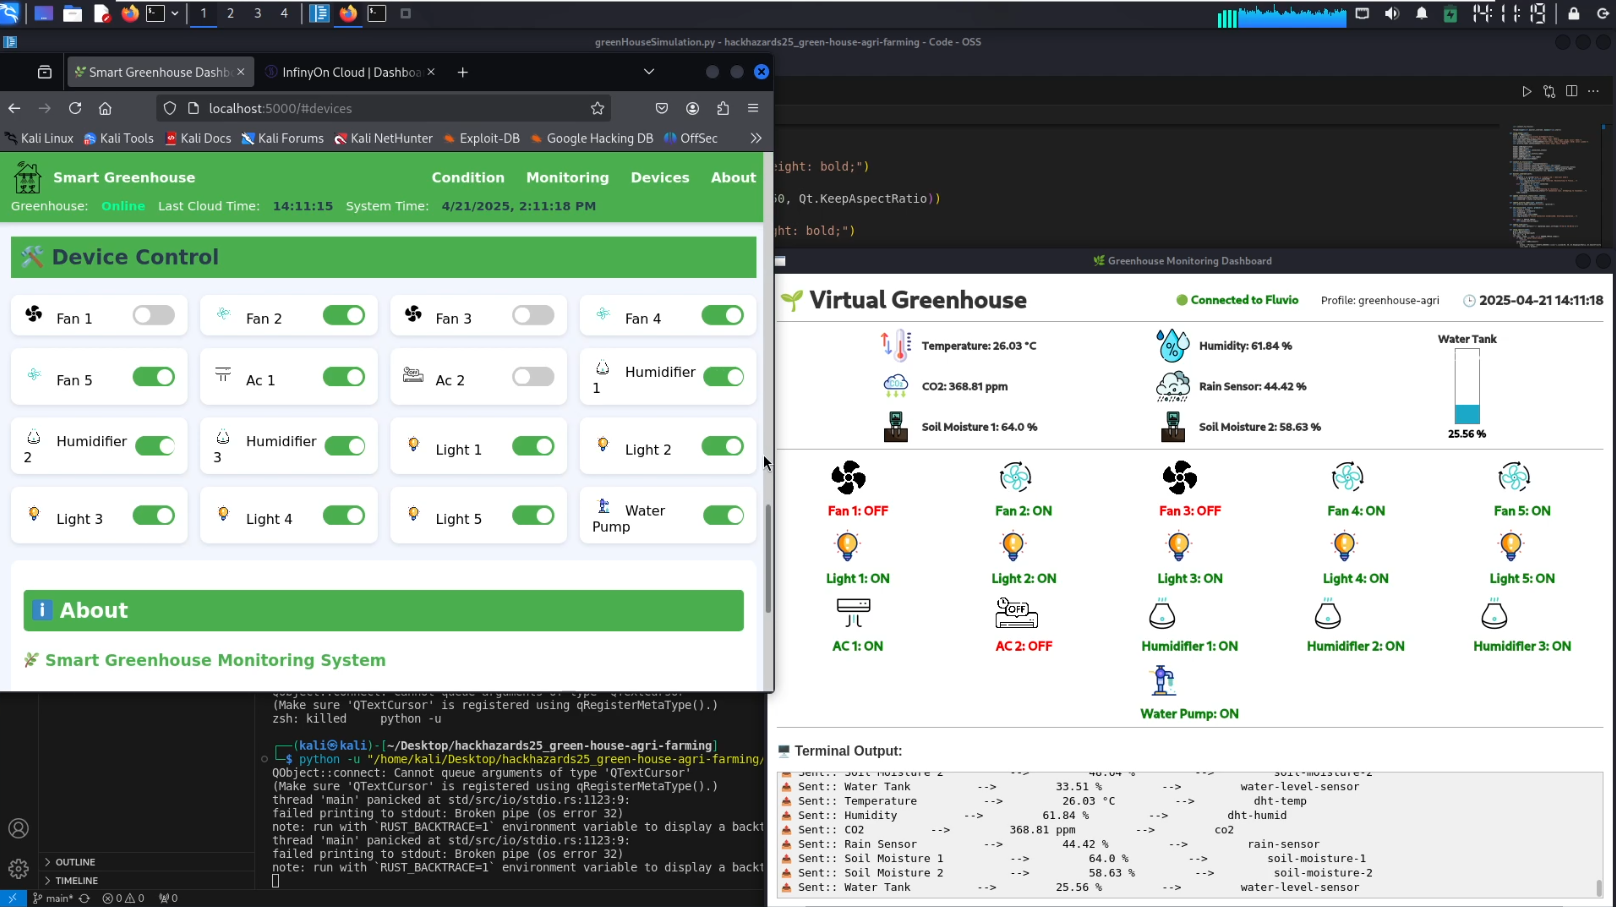 1 2 3 4
14:11:19
greenHouseSimulation.py - hackhazards25_green-house-agri-farming - Code - OSS
Smart Greenhouse Dashb
InfinyOn Cloud | Dashboa
localhost:5000/#devices
Kali Linux Kali Tools Kali Docs Kali Forums Kali NetHunter Exploit-DB Google Hacking DB OffSec
Smart Greenhouse
Condition Monitoring Devices About
Greenhouse: Online Last Cloud Time: 14:11:15 System Time: 4/21/2025, 2:11:18 PM
Device Control
Fan 1 Fan 2 Fan 3 Fan 4
Fan 5 Ac 1 Ac 2 Humidifier
1
Humidifier Humidifier Light 1 Light 2
2 3
Light 3 Light 4 Light 5 Water
Pump
About
Smart Greenhouse Monitoring System
eight: bold;")
0, Qt.KeepAspectRatio))
ht: bold;")
Greenhouse Monitoring Dashboard
Virtual Greenhouse
Connected to Fluvio Profile: greenhouse-agri 2025-04-21 14:11:18
Temperature: 26.03 °C Humidity: 61.84 % Water Tank
CO2: 368.81 ppm Rain Sensor: 44.42 %
Soil Moisture 1: 64.0 % Soil Moisture 2: 58.63 % 25.56 %
Fan 1: OFF Fan 2: ON Fan 3: OFF Fan 4: ON Fan 5: ON
Light 1: ON Light 2: ON Light 3: ON Light 4: ON Light 5: ON
OFF
AC 1: ON AC 2: OFF Humidifier 1: ON Humidifier 2: ON Humidifier 3: ON
Water Pump: ON
Terminal Output:
Sent:: Soil Moisture 2 --> 48.64 % --> soil-moisture-2
Sent:: Water Tank --> 33.51 % --> water-level-sensor
Sent:: Temperature --> 26.03 °C --> dht-temp
Sent:: Humidity --> 61.84 % --> dht-humid
Sent:: CO2 --> 368.81 ppm --> co2
Sent:: Rain Sensor --> 44.42 % --> rain-sensor
Sent:: Soil Moisture 1 --> 64.0 % --> soil-moisture-1
Sent:: Soil Moisture 2 --> 58.63 % --> soil-moisture-2
Sent:: Water Tank --> 25.56 % --> water-level-sensor
QObject::connect: Cannot queue arguments of type 'QTextCursor'
(Make sure 'QTextCursor' is registered using qRegisterMetaType().)
zsh: killed python -u
(kali㉿kali)-[~/Desktop/hackhazards25_green-house-agri-farming]
$ python -u "/home/kali/Desktop/hackhazards25_green-house-agri-farming/
QObject::connect: Cannot queue arguments of type 'QTextCursor'
(Make sure 'QTextCursor' is registered using qRegisterMetaType().)
thread 'main' panicked at std/src/io/stdio.rs:1123:9:
failed printing to stdout: Broken pipe (os error 32)
note: run with `RUST_BACKTRACE=1` environment variable to display a backt
thread 'main' panicked at std/src/io/stdio.rs:1123:9:
failed printing to stdout: Broken pipe (os error 32)
note: run with `RUST_BACKTRACE=1` environment variable to display a backt
OUTLINE
TIMELINE
main* 0 0 0